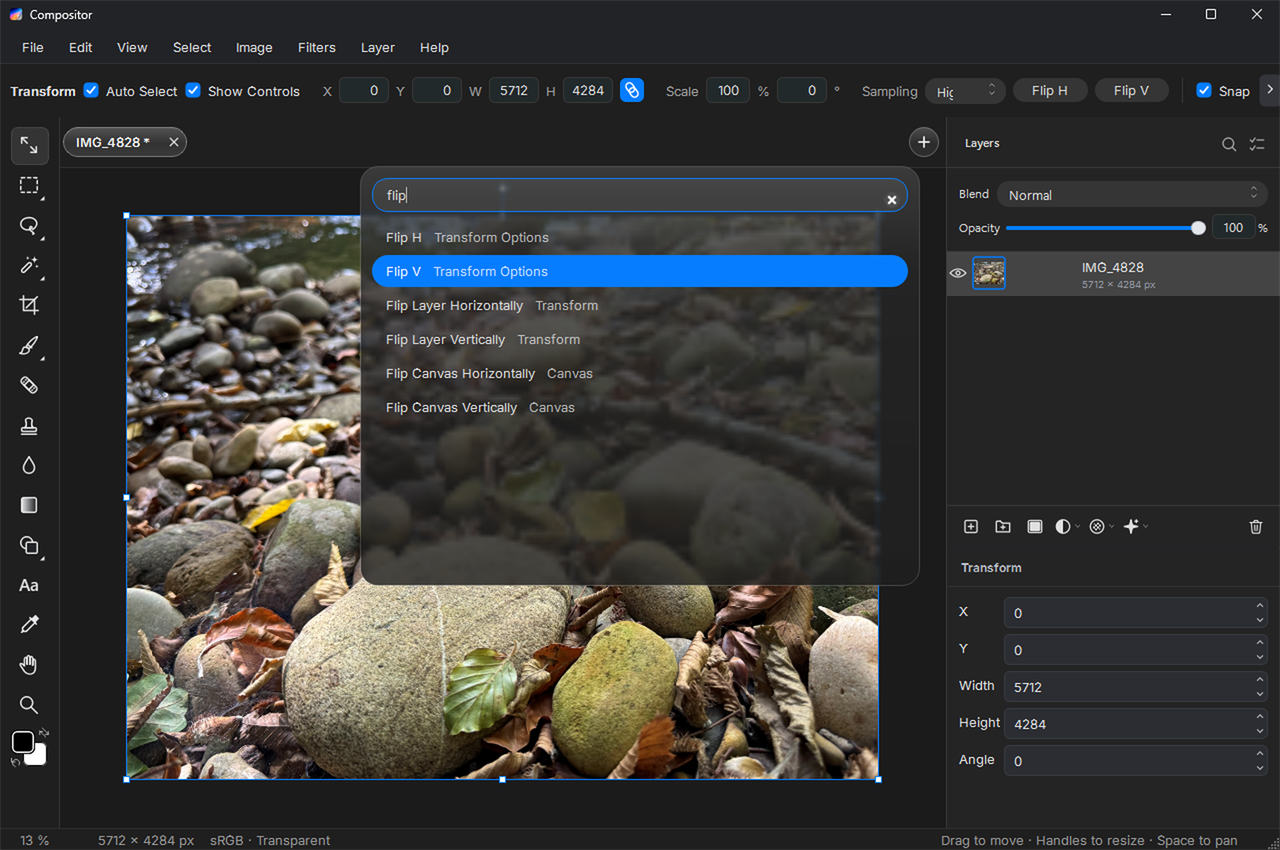 Compositor
File Edit View Select Image Filters Layer Help
Transform Auto Select Show Controls X 0 Y 0 W 5712 H 4284 Scale 100 % 0 ° Sampling Flip H Flip V Snap
IMG_4828 *
flip
Flip H Transform Options
Flip V Transform Options
Flip Layer Horizontally Transform
Flip Layer Vertically Transform
Flip Canvas Horizontally Canvas
Flip Canvas Vertically Canvas
Aa
Layers
Blend Normal
Opacity 100 %
IMG_4828
5712 × 4284 px
Transform
X 0
Y 0
Width 5712
Height 4284
Angle 0
13 % 5712 × 4284 px sRGB · Transparent Drag to move · Handles to resize · Space to pan